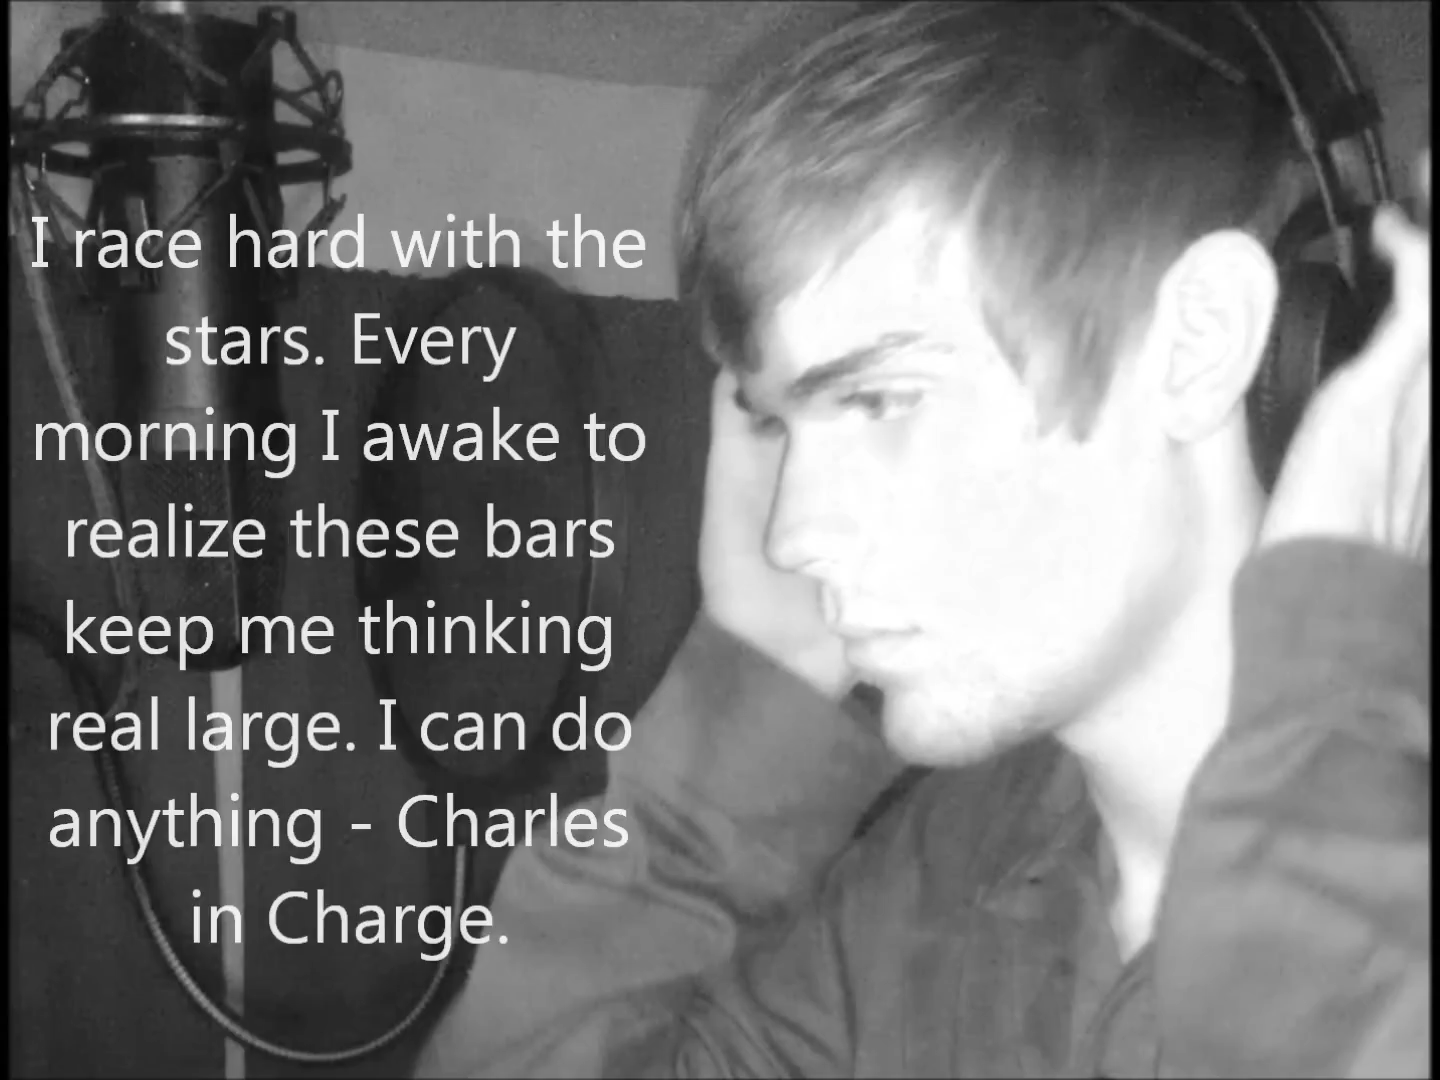 I race hard with the
stars. Every
morning I awake to
realize these bars
keep me thinking
real large. I can do
anything - Charles
in Charge.